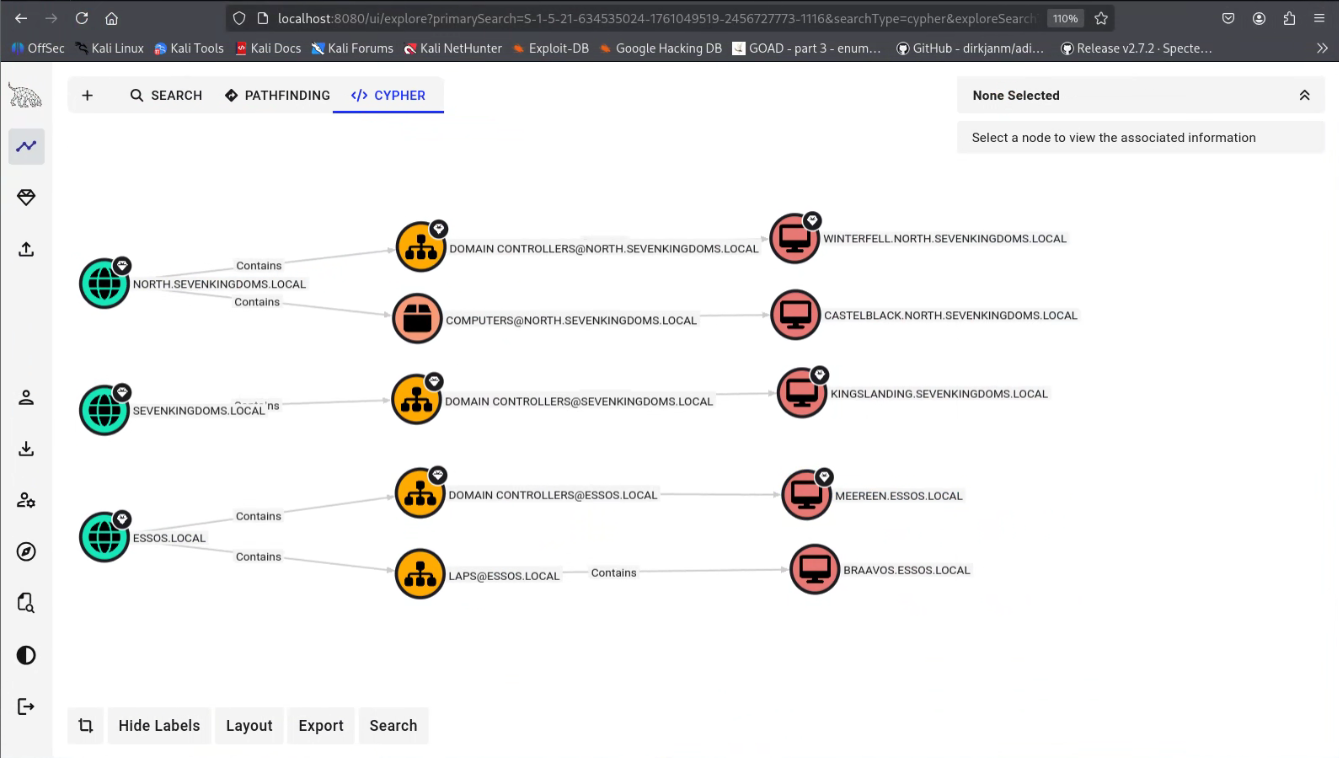 localhost:8080/ui/explore?primarySearch=S-1-5-21-634535024-1761049519-2456727773-1116&searchType=cypher&exploreSearch 110%
OffSec Kali Linux Kali Tools Kali Docs Kali Forums Kali NetHunter Exploit-DB Google Hacking DB GOAD - part 3 - enum… GitHub - dirkjanm/adi… Release v2.7.2 · Specte…
+ SEARCH PATHFINDING </> CYPHER
None Selected
Select a node to view the associated information
WINTERFELL.NORTH.SEVENKINGDOMS.LOCAL
DOMAIN CONTROLLERS@NORTH.SEVENKINGDOMS.LOCAL
Contains
NORTH.SEVENKINGDOMS.LOCAL
Contains
CASTELBLACK.NORTH.SEVENKINGDOMS.LOCAL
COMPUTERS@NORTH.SEVENKINGDOMS.LOCAL
KINGSLANDING.SEVENKINGDOMS.LOCAL
DOMAIN CONTROLLERS@SEVENKINGDOMS.LOCAL
SEVENKINGDOMS.LOCAL
DOMAIN CONTROLLERS@ESSOS.LOCAL
MEEREEN.ESSOS.LOCAL
Contains
ESSOS.LOCAL
Contains
LAPS@ESSOS.LOCAL
Contains
BRAAVOS.ESSOS.LOCAL
Hide Labels Layout Export Search